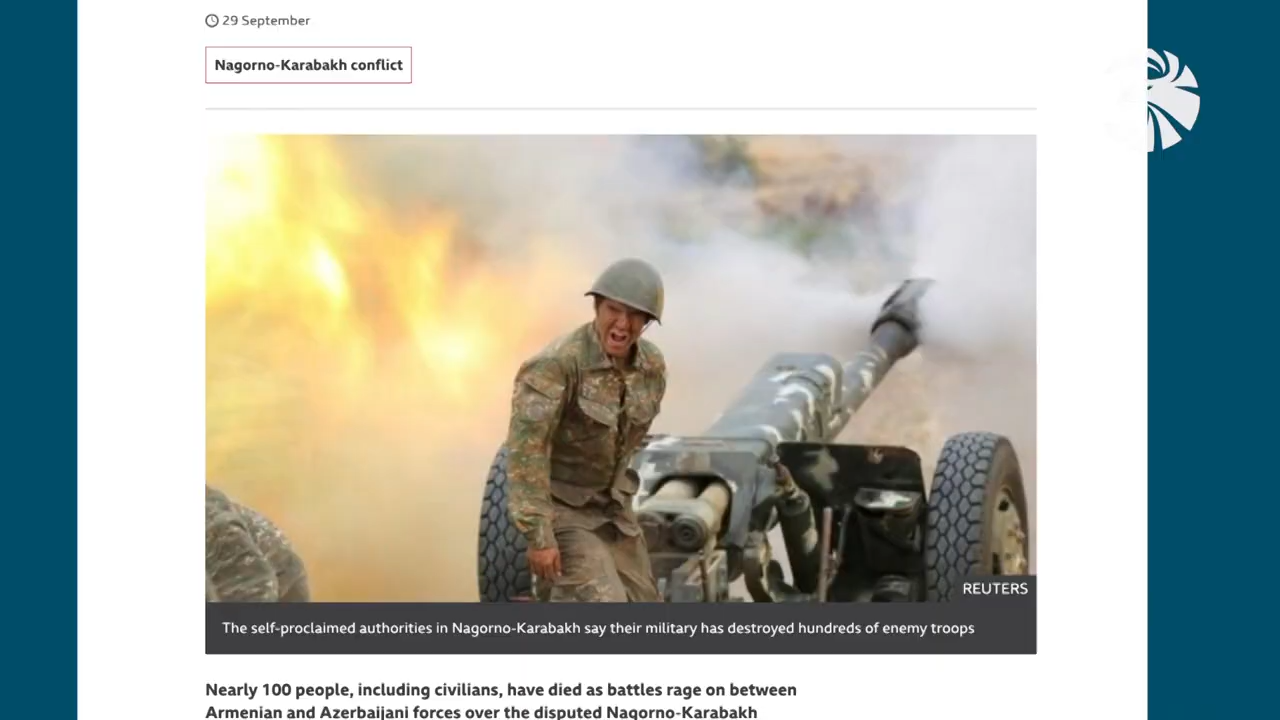 29 September
Nagorno-Karabakh conflict
REUTERS
The self-proclaimed authorities in Nagorno-Karabakh say their military has destroyed hundreds of enemy troops
Nearly 100 people, including civilians, have died as battles rage on between
Armenian and Azerbaijani forces over the disputed Nagorno-Karabakh